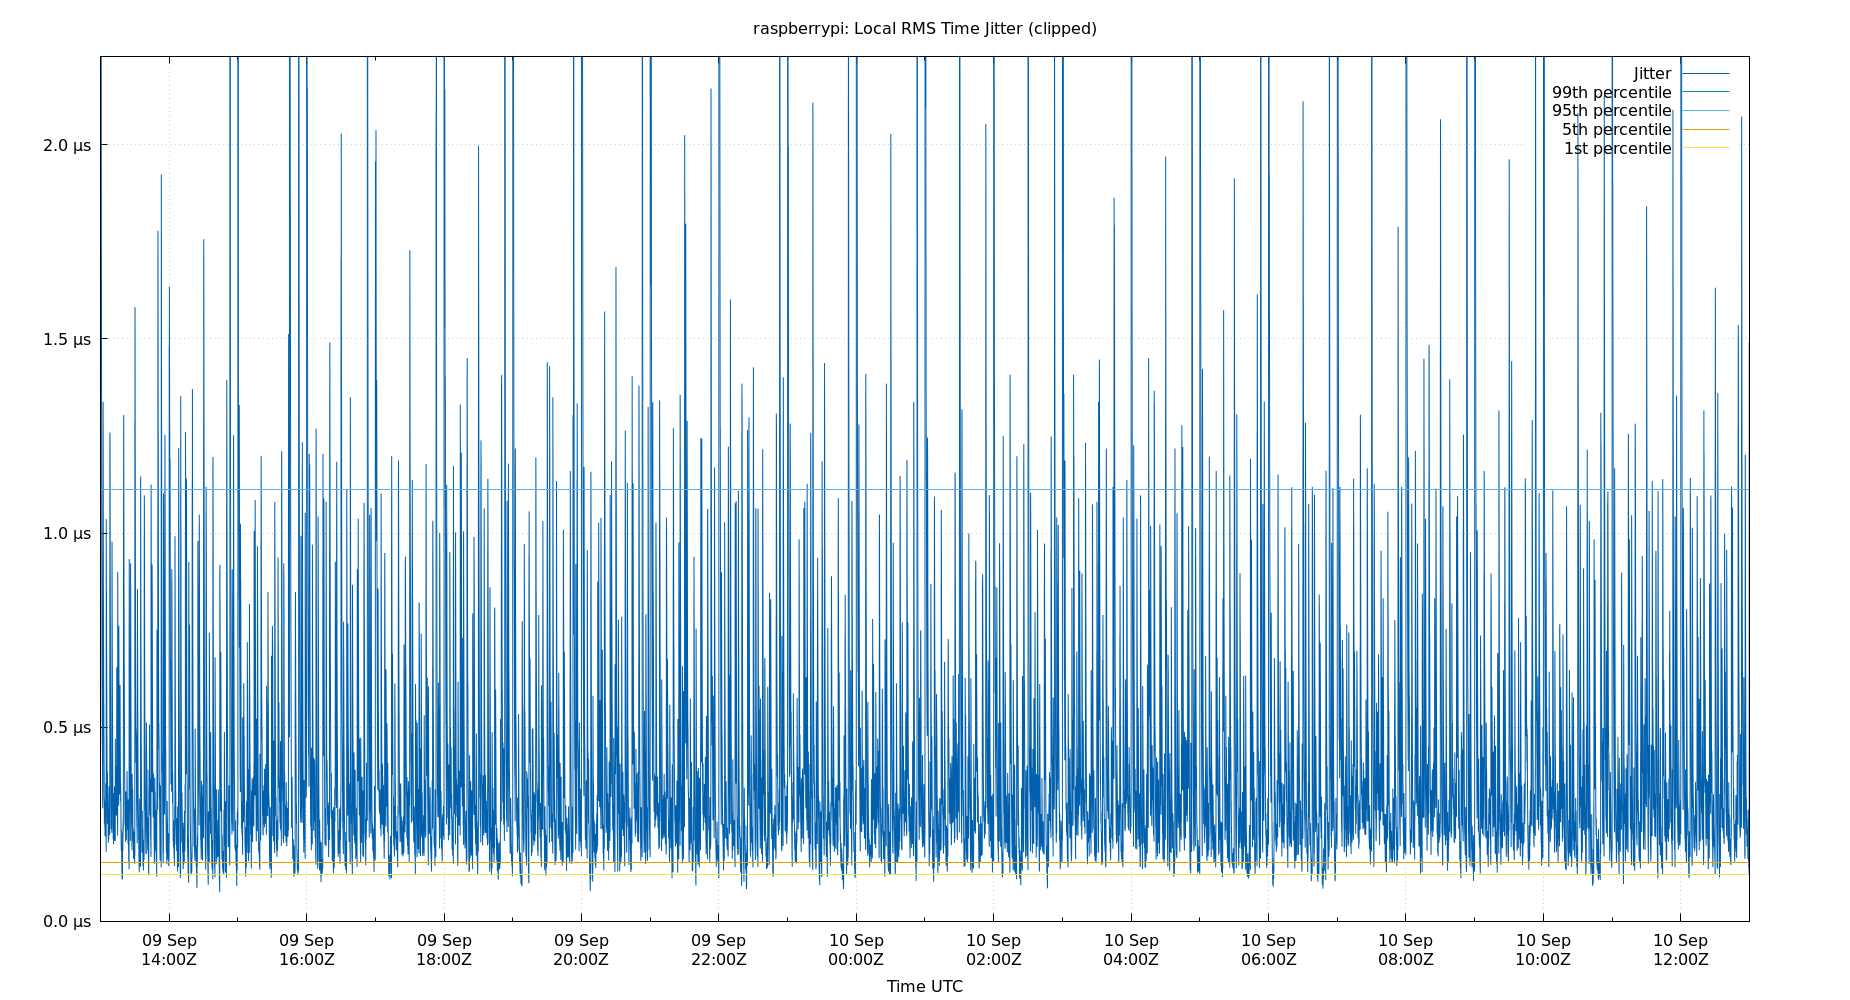 raspberrypi: Local RMS Time Jitter (clipped)
Jitter
99th percentile
95th percentile
5th percentile
1st percentile
2.0 µs
1.5 µs
1.0 µs
0.5 µs
0.0 µs
09 Sep 09 Sep 09 Sep 09 Sep 09 Sep 10 Sep 10 Sep 10 Sep 10 Sep 10 Sep 10 Sep 10 Sep
14:00Z 16:00Z 18:00Z 20:00Z 22:00Z 00:00Z 02:00Z 04:00Z 06:00Z 08:00Z 10:00Z 12:00Z
Time UTC